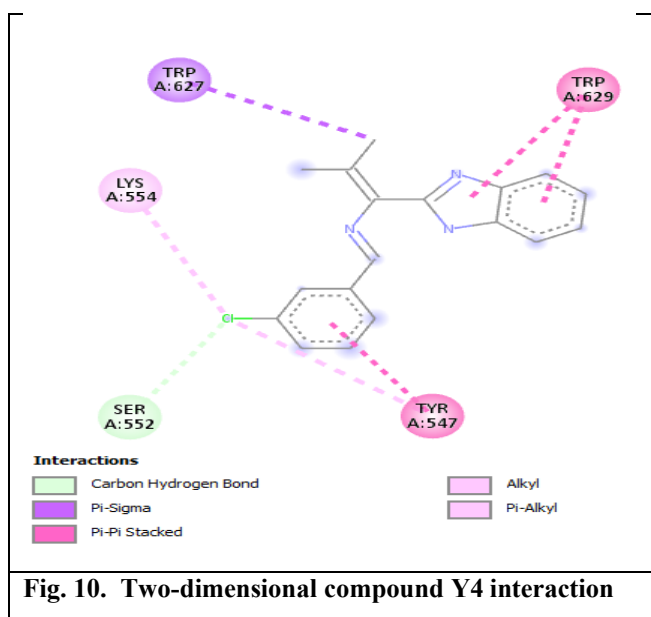 TRP
A:627
TRP
A:629
LYS
A:554
N
N
N
Cl
SER
A:552
TYR
A:547
Interactions
Carbon Hydrogen Bond
Pi-Sigma
Pi-Pi Stacked
Alkyl
Pi-Alkyl
Fig. 10. Two-dimensional compound Y4 interaction